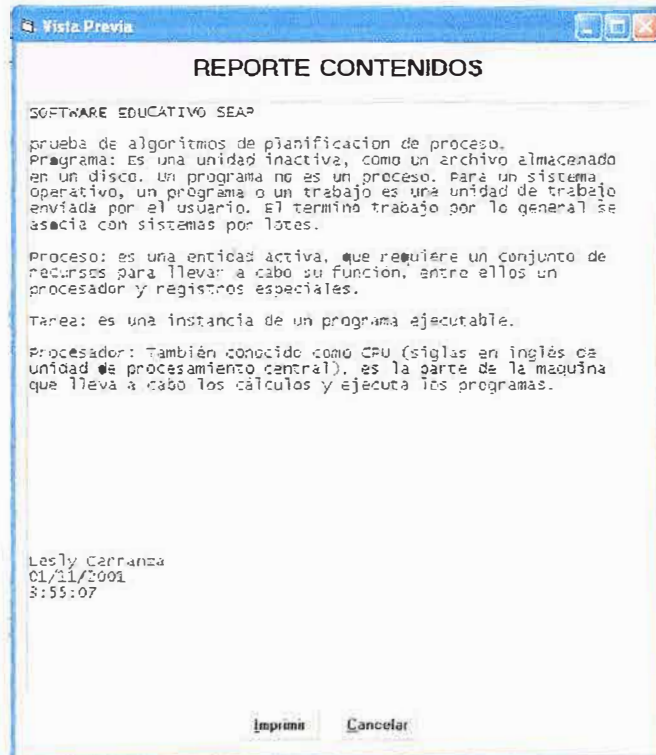 Vista Previa
REPORTE CONTENIDOS
SOFTWARE EDUCATIVO SEAP
prueba de algoritmos de planificacion de proceso.
Programa: Es una unidad inactiva, como un archivo almacenado
en un disco. un programa no es un proceso. Para un sistema
operativo, un programa o un trabajo es una unidad de trabajo
enviada por el usuario. El termino trabajo por lo general se
asocia con sistemas por lotes.
Proceso: es una entidad activa, que requiere un conjunto de
recursos para llevar a cabo su función, entre ellos un
procesador y registros especiales.
Tarea: es una instancia de un programa ejecutable.
Procesador: También conocido como CPU (siglas en inglés de
unidad de procesamiento central), es la parte de la maquina
que lleva a cabo los cálculos y ejecuta los programas.
Lesly Carranza
01/11/2001
3:55:07
Imprimir Cancelar